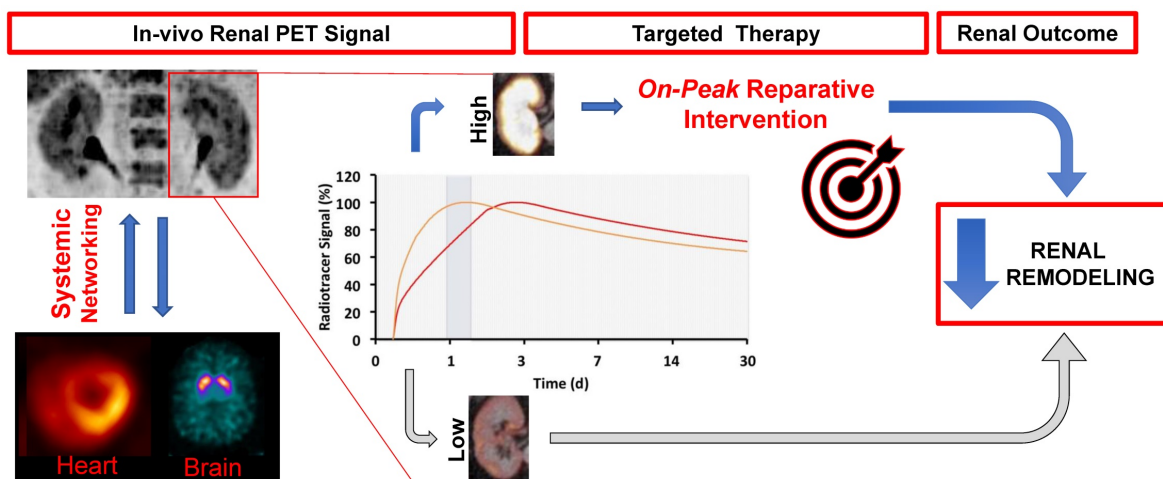 In-vivo Renal PET Signal
Targeted Therapy
Renal Outcome
High
On-Peak Reparative
Intervention
Systemic
Networking
120
100
80
60
40
20
0
Radiotracer Signal (%)
0 1 3 7 14 30
Time (d)
RENAL
REMODELING
Low
Heart
Brain